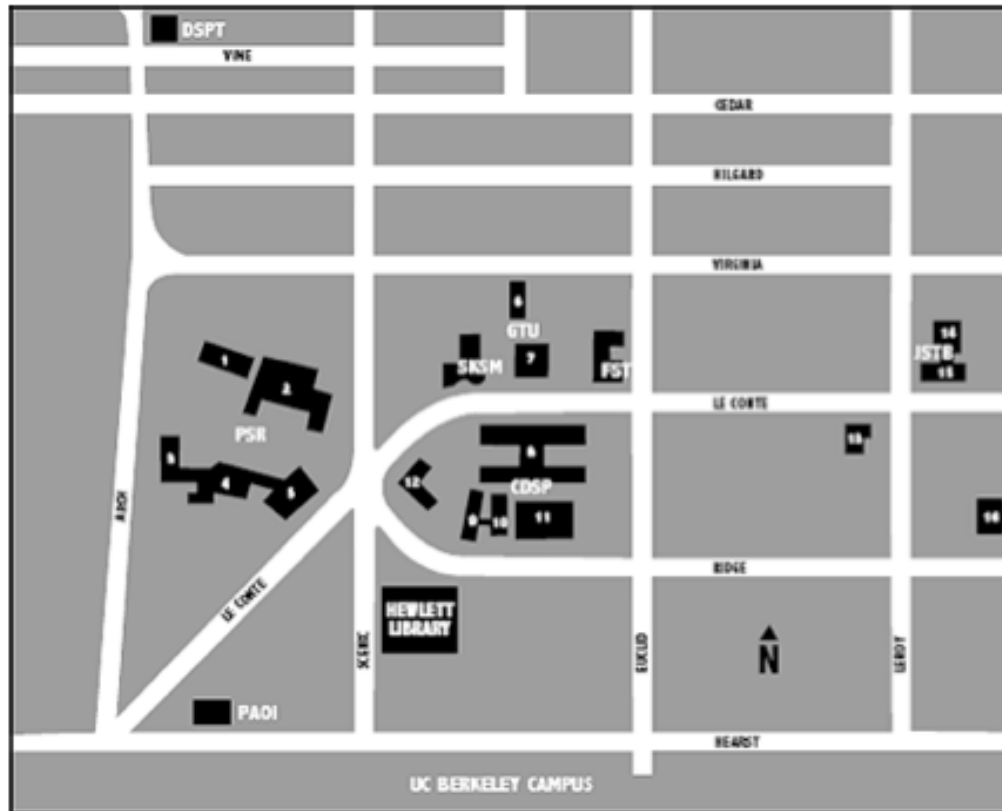 DSPT
VINE
CEDAR
HILGARD
VIRGINIA
6
GTU
7
SKSM
FST
14
JSTB
15
1
2
PSR
3
4
5
LE CONTE
13
8
12
CDSP
9
10
11
16
ARCH
RIDGE
LE CONTE
HEWLETT
LIBRARY
SCENIC
EUCLID
N
LEROY
PAOI
HEARST
UC BERKELEY CAMPUS